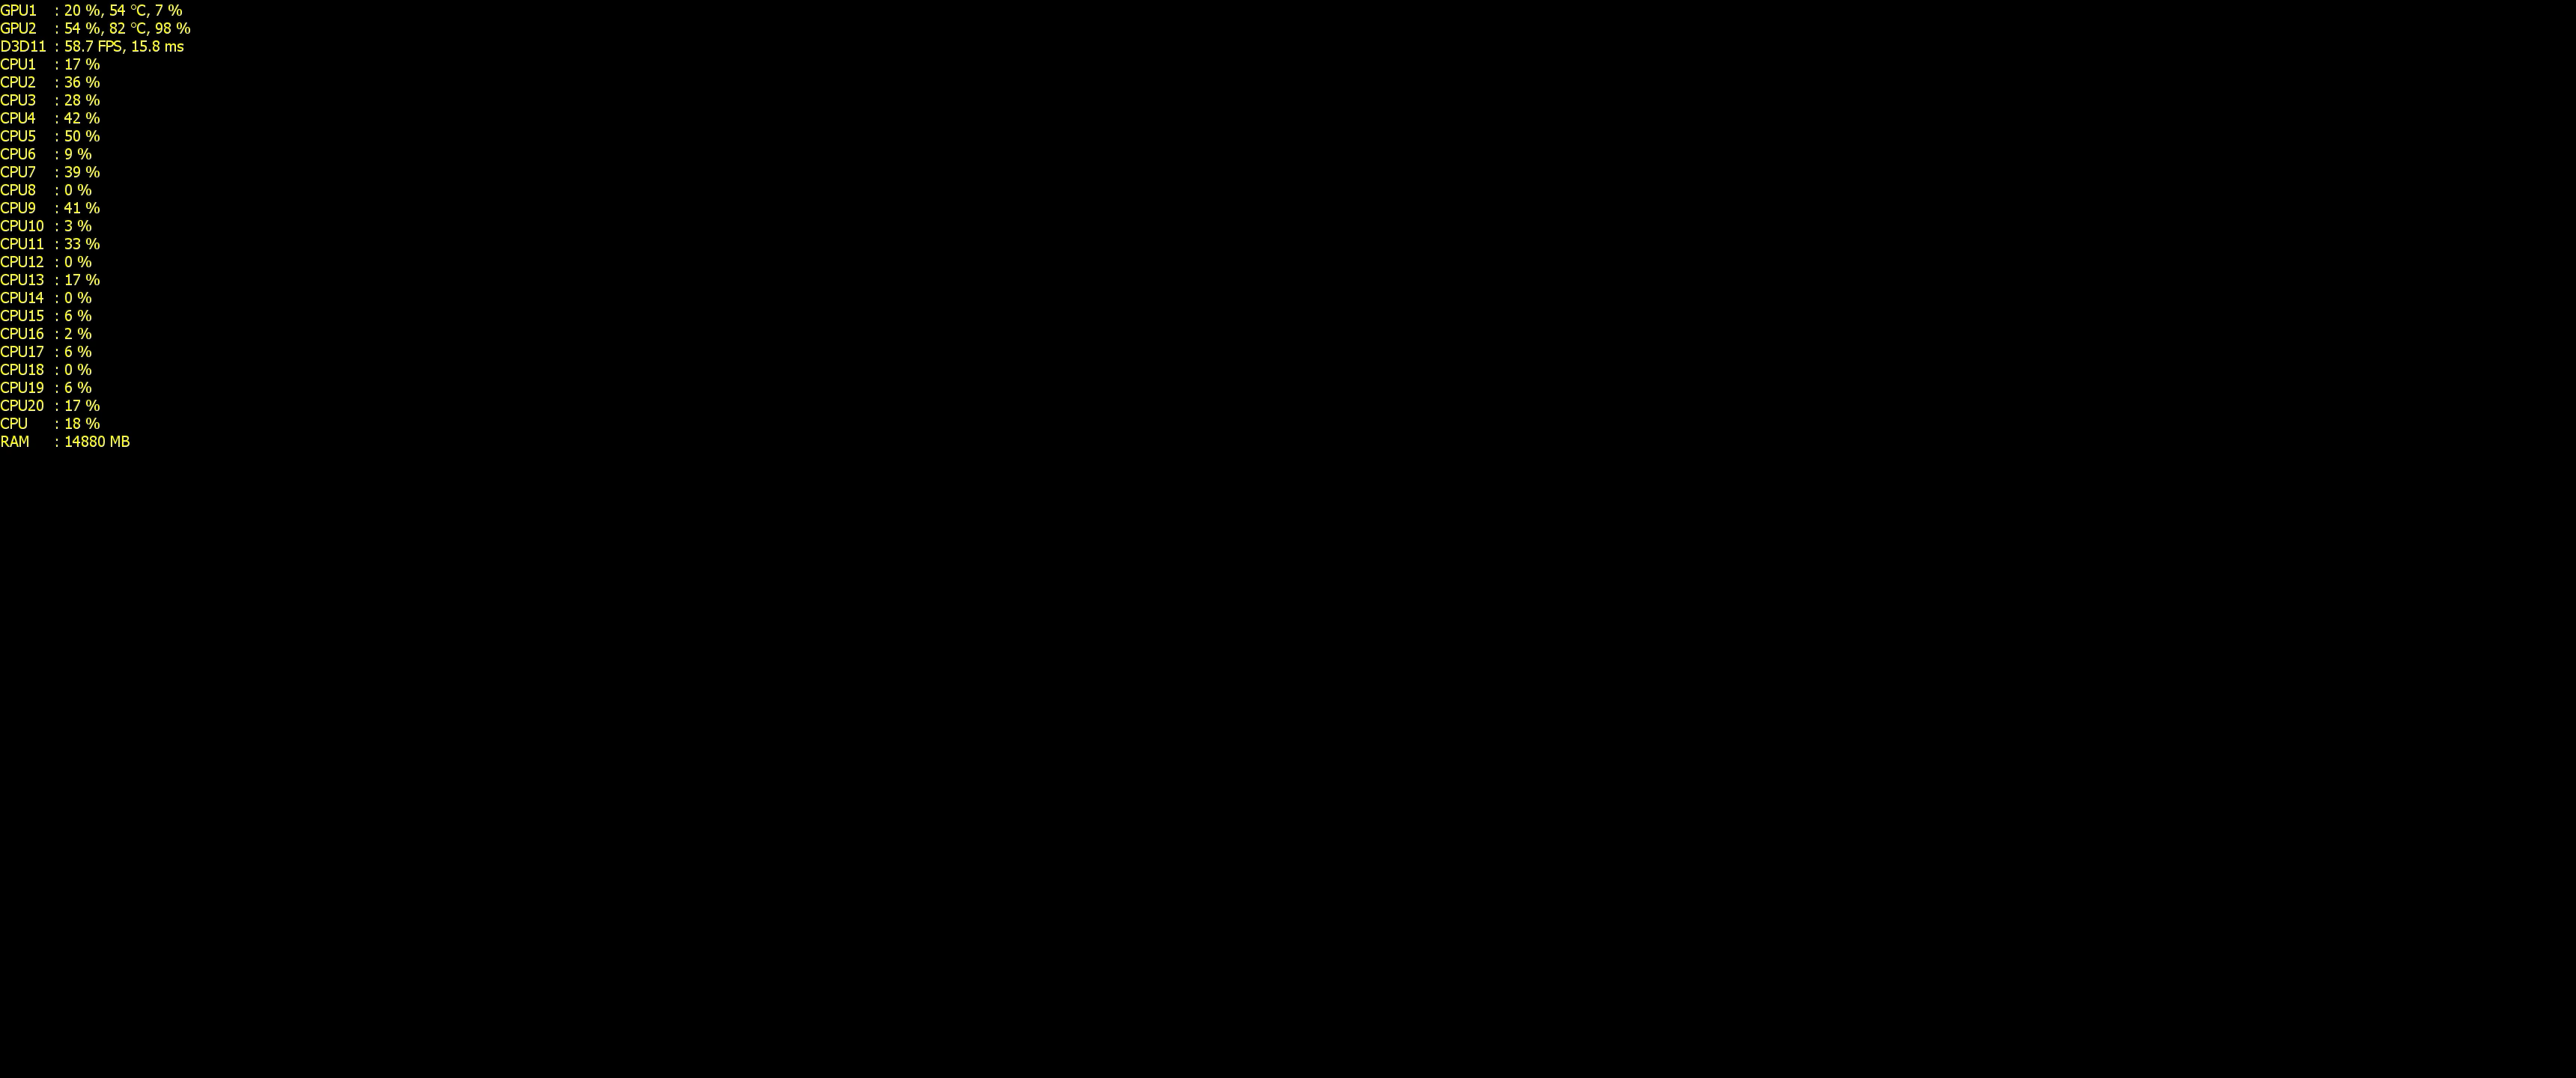 GPU1 : 20 %, 54 °C, 7 %
GPU2 : 54 %, 82 °C, 98 %
D3D11 : 58.7 FPS, 15.8 ms
CPU1 : 17 %
CPU2 : 36 %
CPU3 : 28 %
CPU4 : 42 %
CPU5 : 50 %
CPU6 : 9 %
CPU7 : 39 %
CPU8 : 0 %
CPU9 : 41 %
CPU10 : 3 %
CPU11 : 33 %
CPU12 : 0 %
CPU13 : 17 %
CPU14 : 0 %
CPU15 : 6 %
CPU16 : 2 %
CPU17 : 6 %
CPU18 : 0 %
CPU19 : 6 %
CPU20 : 17 %
CPU : 18 %
RAM : 14880 MB